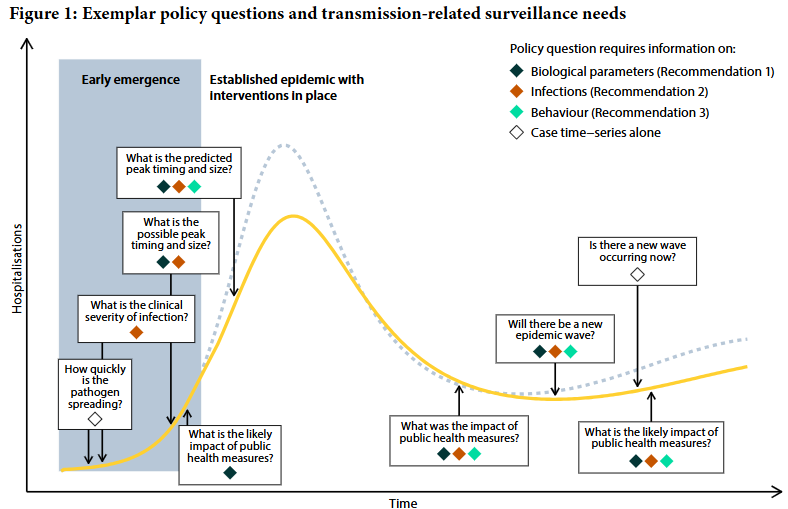 Figure 1: Exemplar policy questions and transmission-related surveillance needs
Policy question requires information on:
Biological parameters (Recommendation 1)
Infections (Recommendation 2)
Behaviour (Recommendation 3)
Case time−series alone
Early emergence
Established epidemic with
interventions in place
What is the predicted
peak timing and size?
What is the
possible peak
timing and size?
What is the clinical
severity of infection?
How quickly
is the
pathogen
spreading?
What is the likely
impact of public
health measures?
Is there a new wave
occurring now?
Will there be a new
epidemic wave?
What was the impact of
public health measures?
What is the likely impact of
public health measures?
Hospitalisations
Time